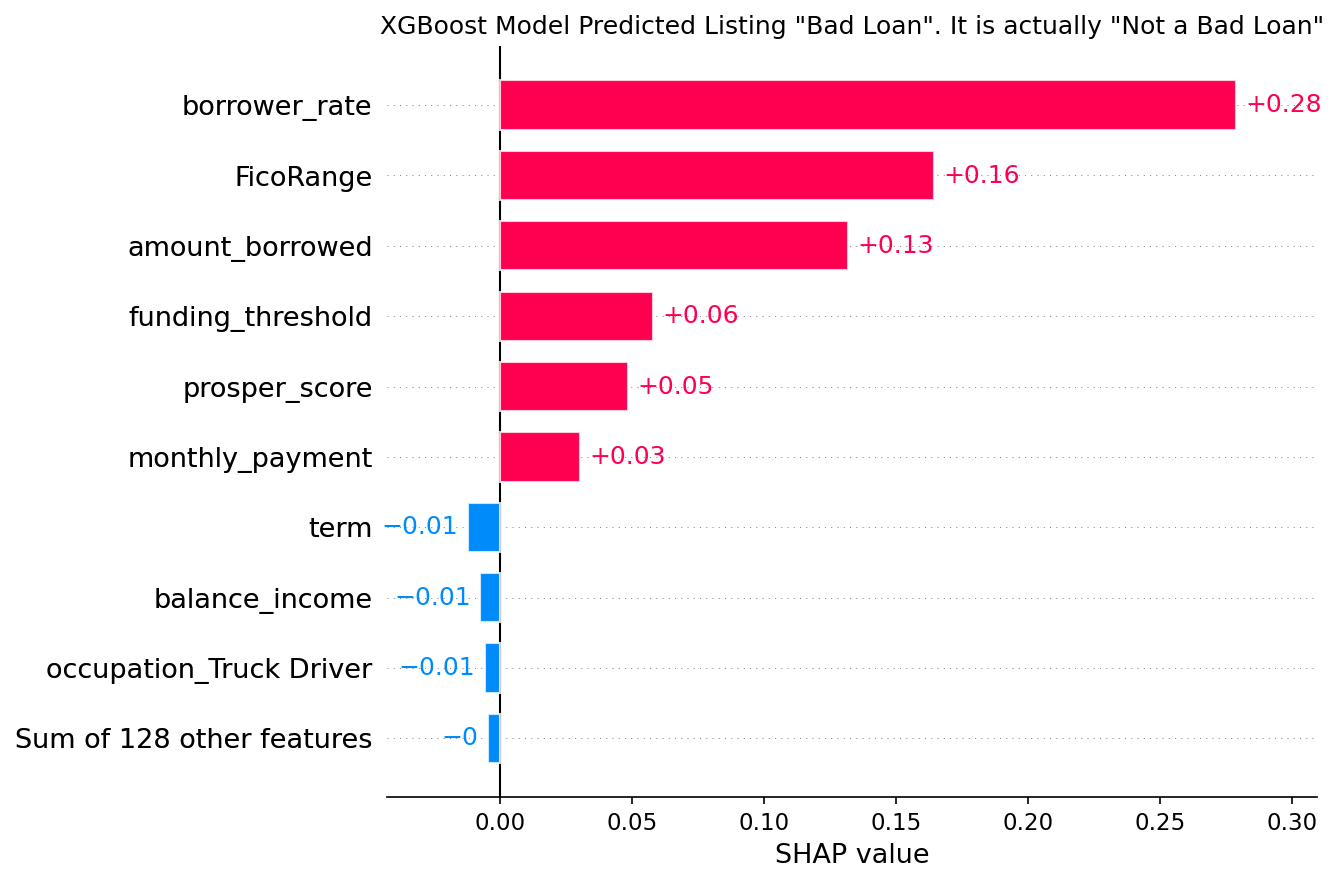 XGBoost Model Predicted Listing "Bad Loan". It is actually "Not a Bad Loan"
borrower_rate +0.28
FicoRange +0.16
amount_borrowed +0.13
funding_threshold +0.06
prosper_score +0.05
monthly_payment +0.03
term −0.01
balance_income −0.01
occupation_Truck Driver −0.01
Sum of 128 other features −0
0.00 0.05 0.10 0.15 0.20 0.25 0.30
SHAP value